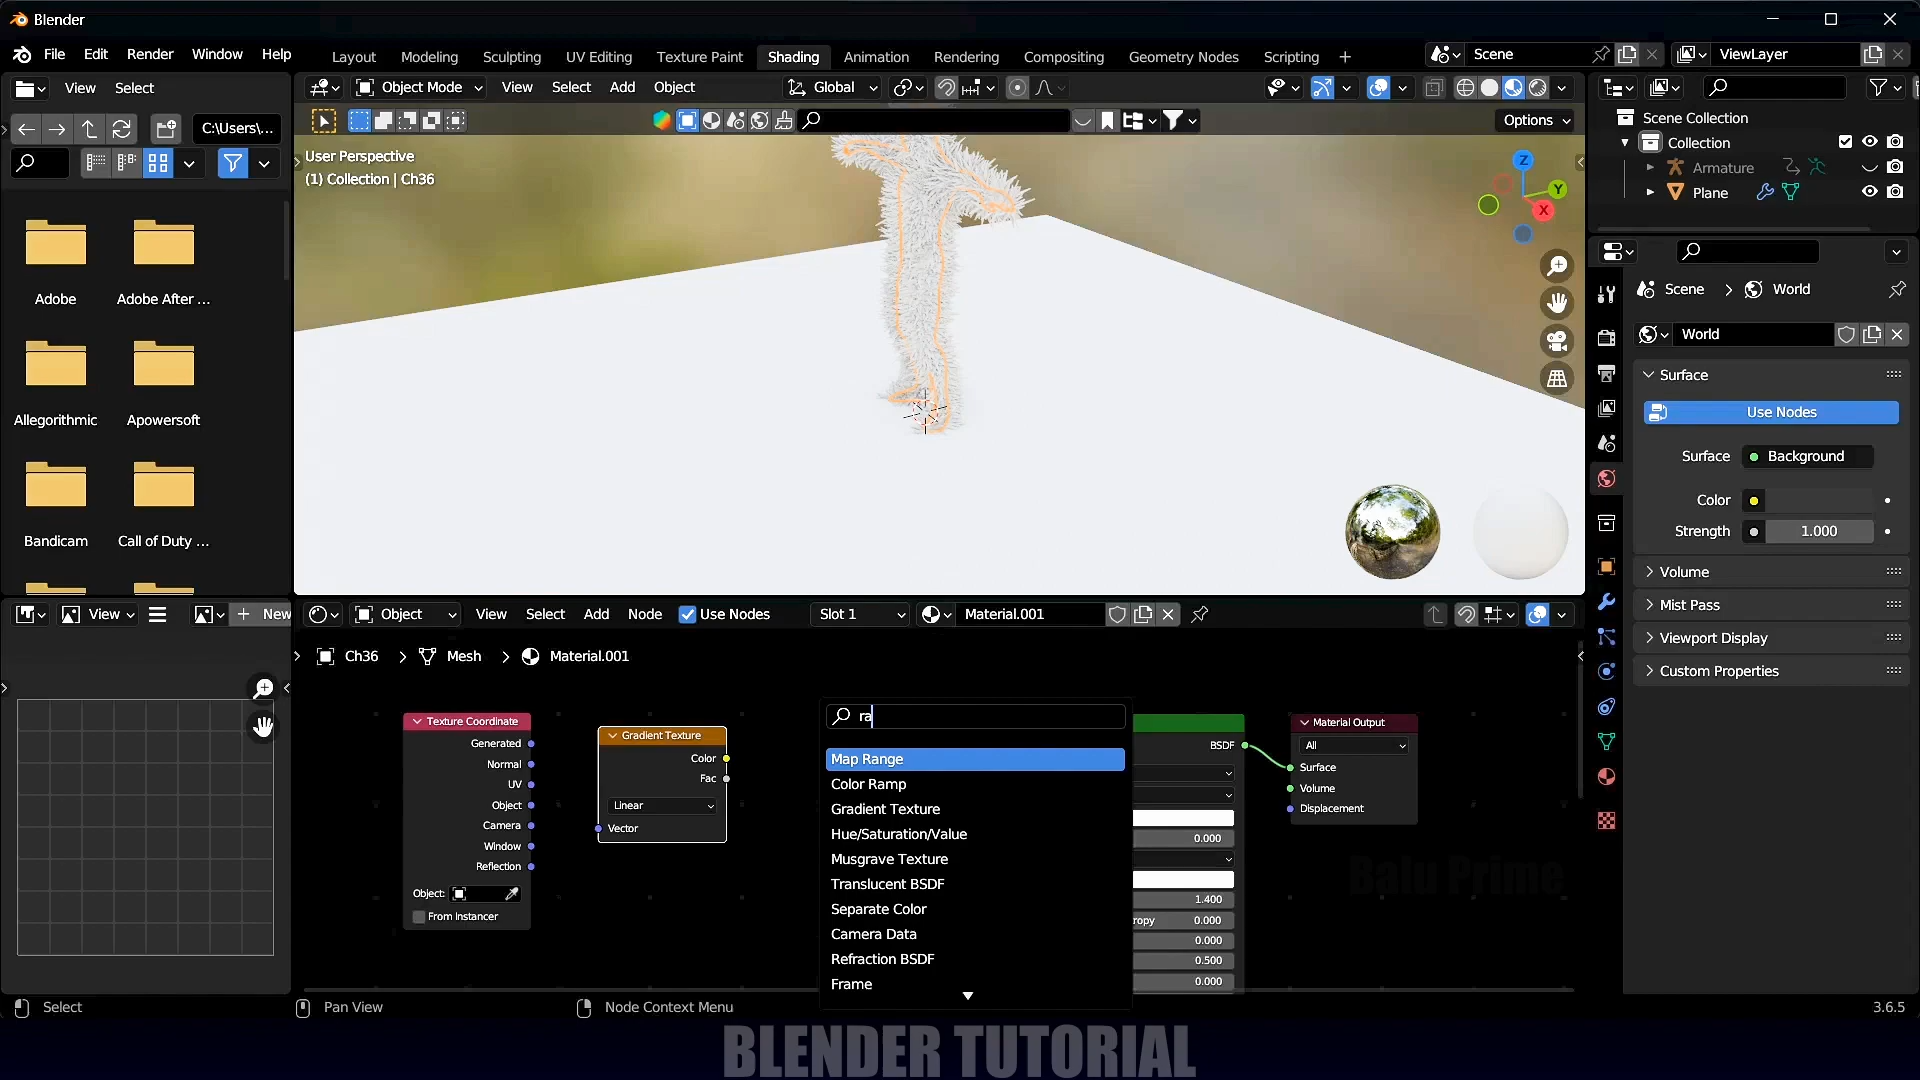 Blender
File Edit Render Window Help
Layout Modeling Sculpting UV Editing Texture Paint Shading Animation Rendering Compositing Geometry Nodes Scripting +
Scene
ViewLayer
View Select
Object Mode View Select Add Object Global
C:\Users\...
Options
Adobe
Adobe After ...
Allegorithmic
Apowersoft
Bandicam
Call of Duty ...
User Perspective
(1) Collection | Ch36
Z
Y
X
Scene Collection
Collection
Armature
Plane
Scene > World
World
Surface
Use Nodes
Surface Background
Color
Strength 1.000
Volume
Mist Pass
Viewport Display
Custom Properties
View + New
Object View Select Add Node Use Nodes Slot 1 Material.001
Ch36 > Mesh > Material.001
Texture Coordinate
Generated
Normal
UV
Object
Camera
Window
Reflection
Object:
From Instancer
Gradient Texture
Color
Fac
Linear
Vector
ra
Map Range
Color Ramp
Gradient Texture
Hue/Saturation/Value
Musgrave Texture
Translucent BSDF
Separate Color
Camera Data
Refraction BSDF
Frame
BSDF
0.000
1.400
ropy 0.000
0.000
0.500
0.000
Material Output
All
Surface
Volume
Displacement
Balu Prime
Select
Pan View
Node Context Menu
3.6.5
BLENDER TUTORIAL